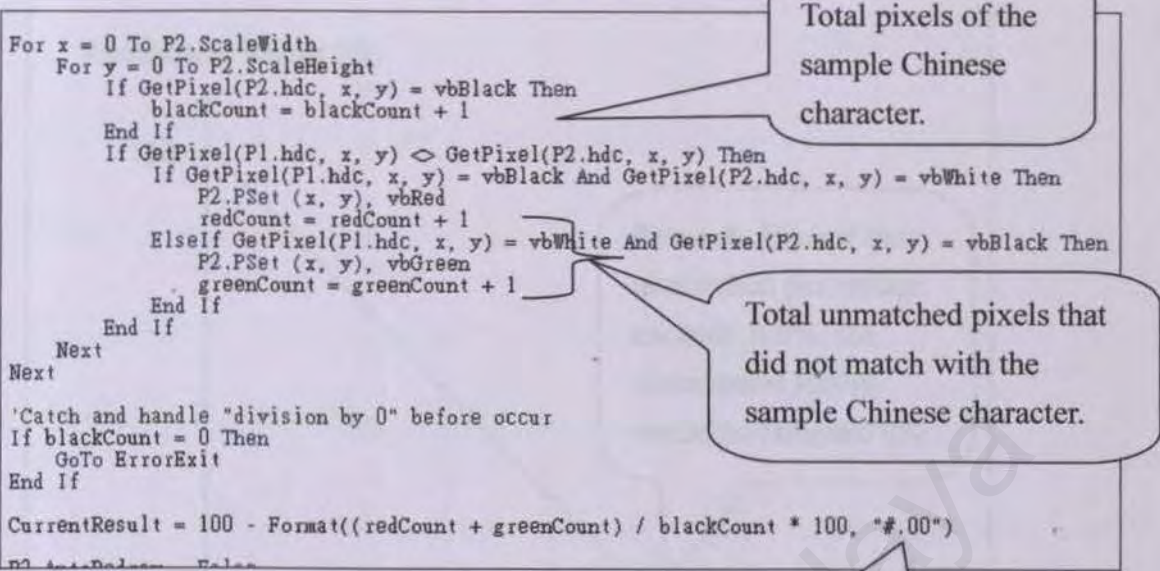 For x = 0 To P2.ScaleWidth
For y = 0 To P2.ScaleHeight
If GetPixel(P2.hdc, x, y) = vbBlack Then
blackCount = blackCount + 1
End If
If GetPixel(P1.hdc, x, y) <> GetPixel(P2.hdc, x, y) Then
If GetPixel(P1.hdc, x, y) = vbBlack And GetPixel(P2.hdc, x, y) = vbWhite Then
P2.PSet (x, y), vbRed
redCount = redCount + 1
ElseIf GetPixel(P1.hdc, x, y) = vbWhite And GetPixel(P2.hdc, x, y) = vbBlack Then
P2.PSet (x, y), vbGreen
greenCount = greenCount + 1
End If
End If
Next
Next
'Catch and handle "division by 0" before occur
If blackCount = 0 Then
GoTo ErrorExit
End If
CurrentResult = 100 - Format((redCount + greenCount) / blackCount * 100, "#.00")
Total pixels of the
sample Chinese
character.
Total unmatched pixels that
did not match with the
sample Chinese character.